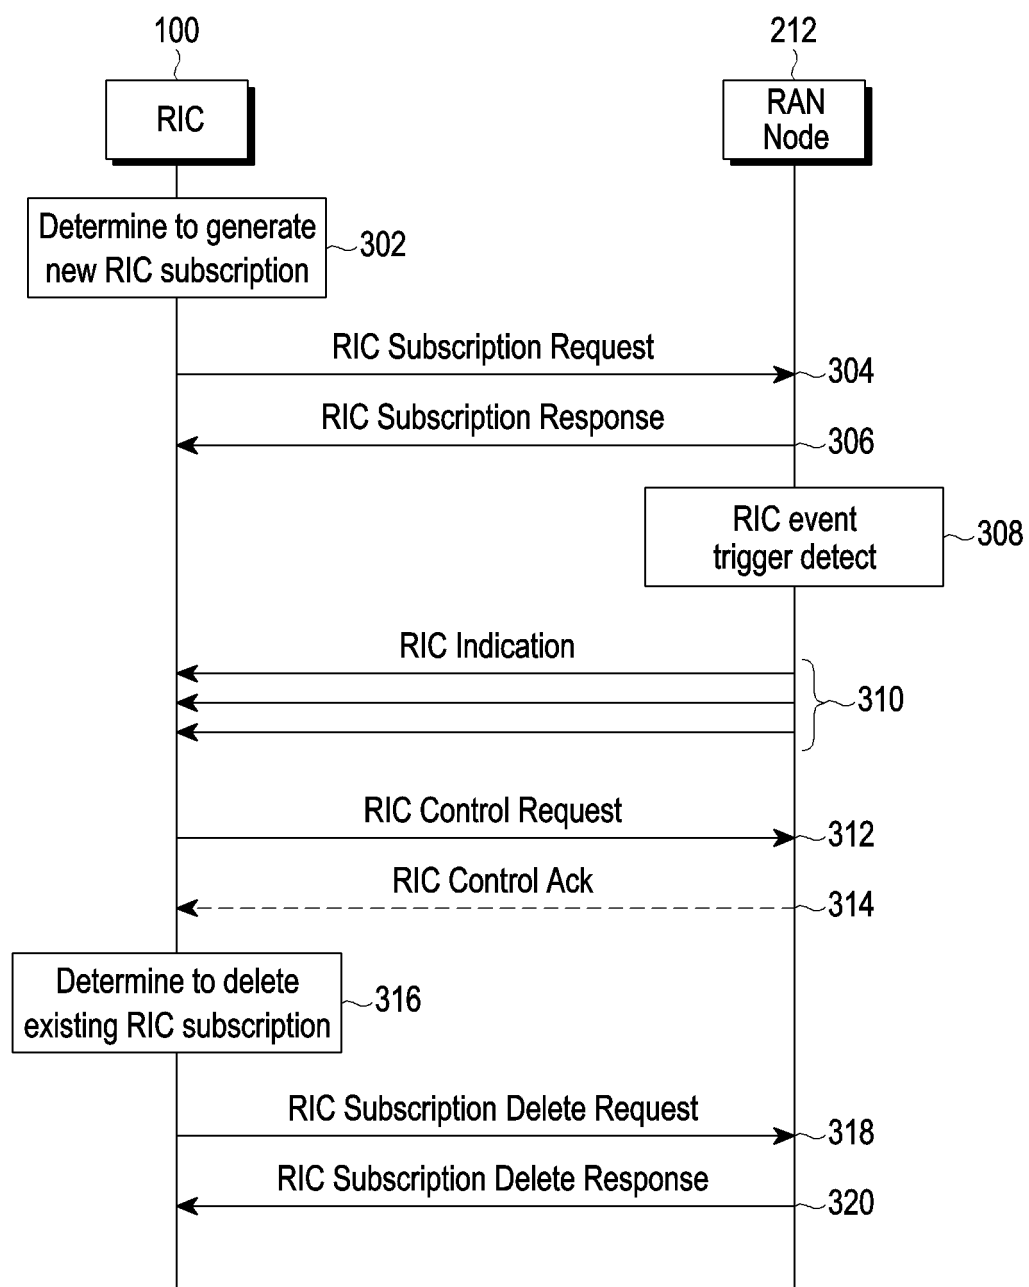 100
212
RIC
RAN
Node
Determine to generate
new RIC subscription
302
RIC Subscription Request
304
RIC Subscription Response
306
RIC event
trigger detect
308
RIC Indication
310
RIC Control Request
312
RIC Control Ack
314
Determine to delete
existing RIC subscription
316
RIC Subscription Delete Request
318
RIC Subscription Delete Response
320